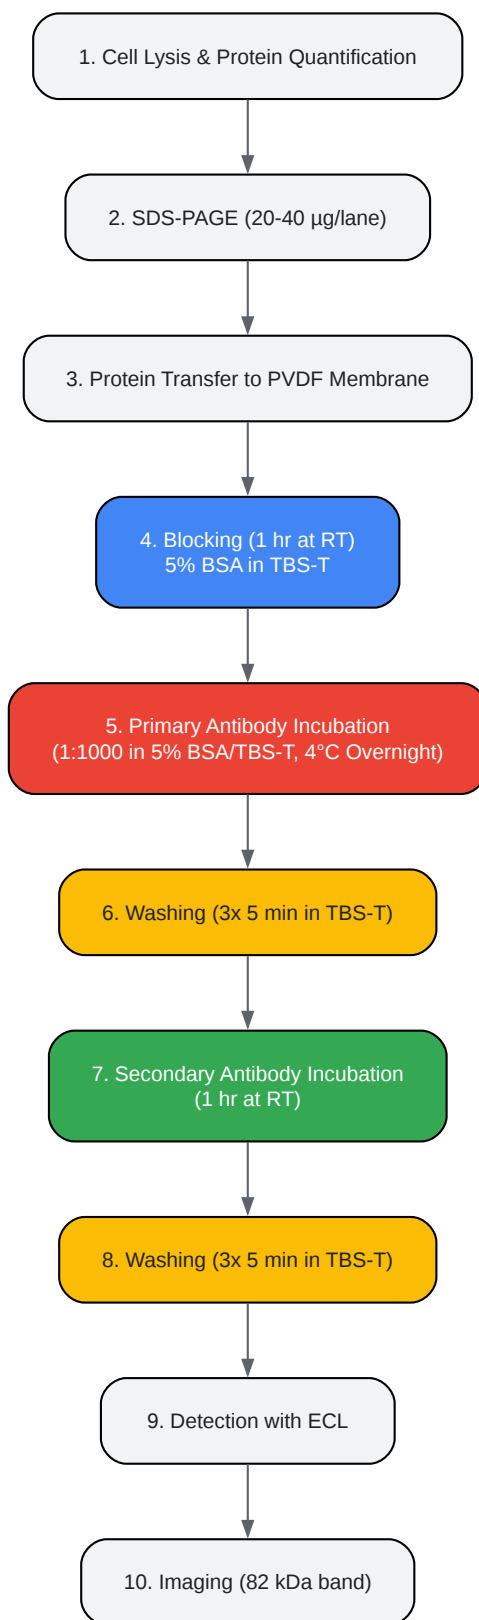 1. Cell Lysis & Protein Quantification
2. SDS-PAGE (20-40 µg/lane)
3. Protein Transfer to PVDF Membrane
4. Blocking (1 hr at RT)
5% BSA in TBS-T
5. Primary Antibody Incubation
(1:1000 in 5% BSA/TBS-T, 4°C Overnight)
6. Washing (3x 5 min in TBS-T)
7. Secondary Antibody Incubation
(1 hr at RT)
8. Washing (3x 5 min in TBS-T)
9. Detection with ECL
10. Imaging (82 kDa band)